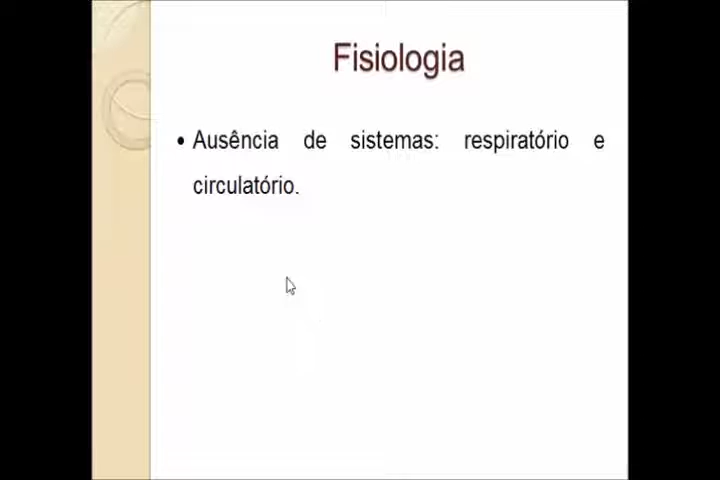 Fisiologia
• Ausência de sistemas: respiratório e
circulatório.